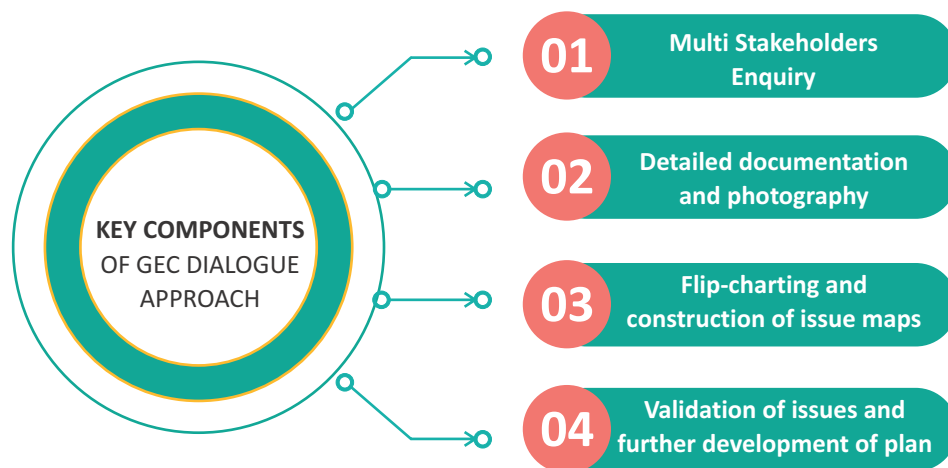 KEY COMPONENTS
OF GEC DIALOGUE
APPROACH
01
Multi Stakeholders
Enquiry
02
Detailed documentation
and photography
03
Flip-charting and
construction of issue maps
04
Validation of issues and
further development of plan